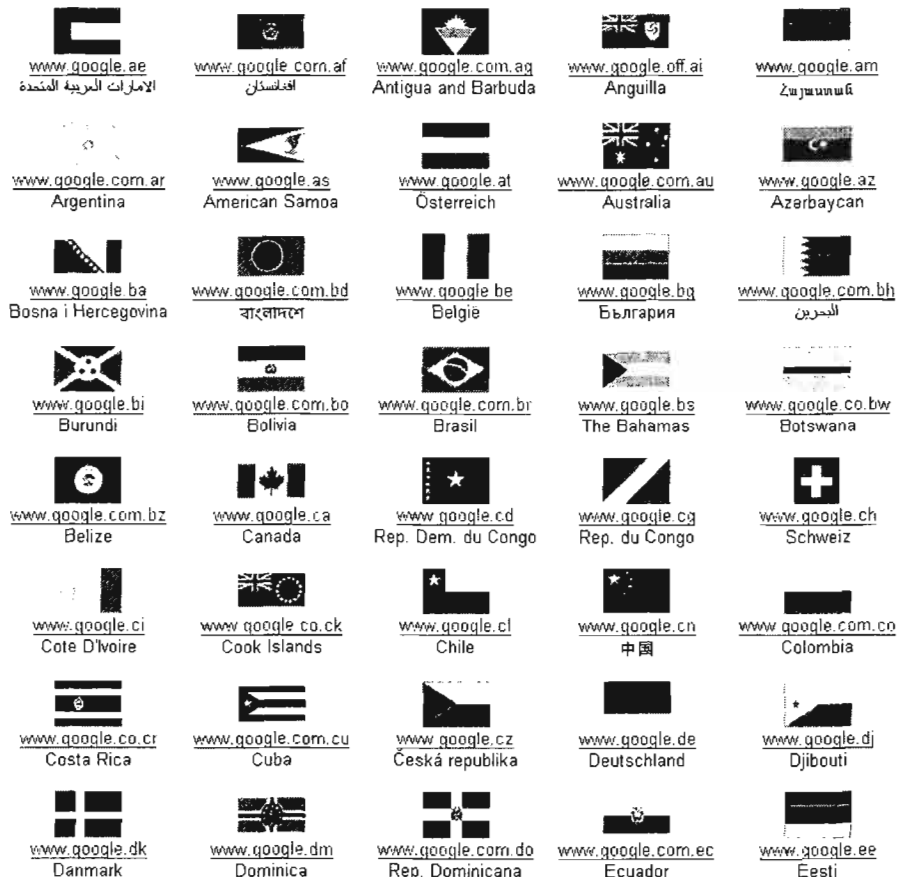 www.google.ae www.google.com.af www.google.com.ag www.google.off.ai www.google.am
الامارات العربية المتحدة افغانستان Antigua and Barbuda Anguilla Հայաստան
www.google.com.ar www.google.as www.google.at www.google.com.au www.google.az
Argentina American Samoa Österreich Australia Azərbaycan
www.google.ba www.google.com.bd www.google.be www.google.bg www.google.com.bh
Bosna i Hercegovina বাংলাদেশ België България البحرين
www.google.bi www.google.com.bo www.google.com.br www.google.bs www.google.co.bw
Burundi Bolivia Brasil The Bahamas Botswana
www.google.com.bz www.google.ca www.google.cd www.google.cg www.google.ch
Belize Canada Rep. Dem. du Congo Rep. du Congo Schweiz
www.google.ci www.google.co.ck www.google.cl www.google.cn www.google.com.co
Cote D'Ivoire Cook Islands Chile 中国 Colombia
www.google.co.cr www.google.com.cu www.google.cz www.google.de www.google.dj
Costa Rica Cuba Česká republika Deutschland Djibouti
www.google.dk www.google.dm www.google.com.do www.google.com.ec www.google.ee
Danmark Dominica Rep. Dominicana Ecuador Eesti